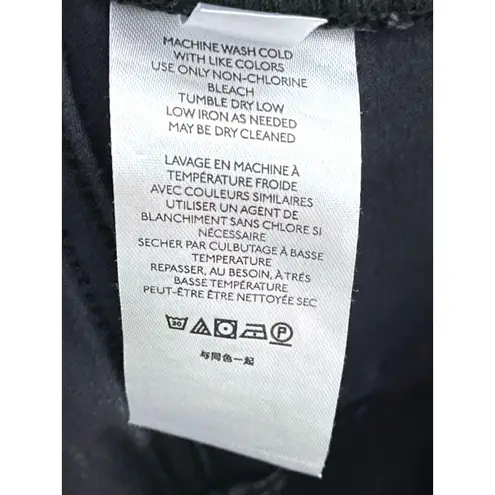 MACHINE WASH COLD
WITH LIKE COLORS
USE ONLY NON-CHLORINE
BLEACH
TUMBLE DRY LOW
LOW IRON AS NEEDED
MAY BE DRY CLEANED
LAVAGE EN MACHINE À
TEMPÉRATURE FROIDE
AVEC COULEURS SIMILAIRES
UTILISER UN AGENT DE
BLANCHIMENT SANS CHLORE SI
NÉCESSAIRE
SECHER PAR CULBUTAGE À BASSE
TEMPERATURE
REPASSER, AU BESOIN, À TRÉS
BASSE TEMPÉRATURE
PEUT-ÊTRE ÊTRE NETTOYÉE SEC
30 P
与同色一起